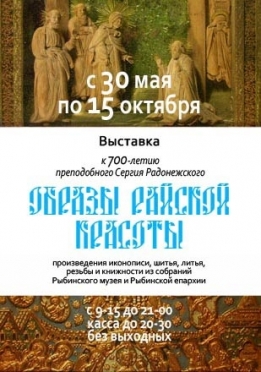 с 30 мая
по 15 октября
Выставка
к 700-летию
преподобного Сергия Радонежского
ОБРАЗЫ РАЙСКОЙ
КРАСОТЫ
произведения иконописи, шитья, литья,
резьбы и книжности из собраний
Рыбинского музея и Рыбинской епархии
с 9-15 до 21-00
касса до 20-30
без выходных